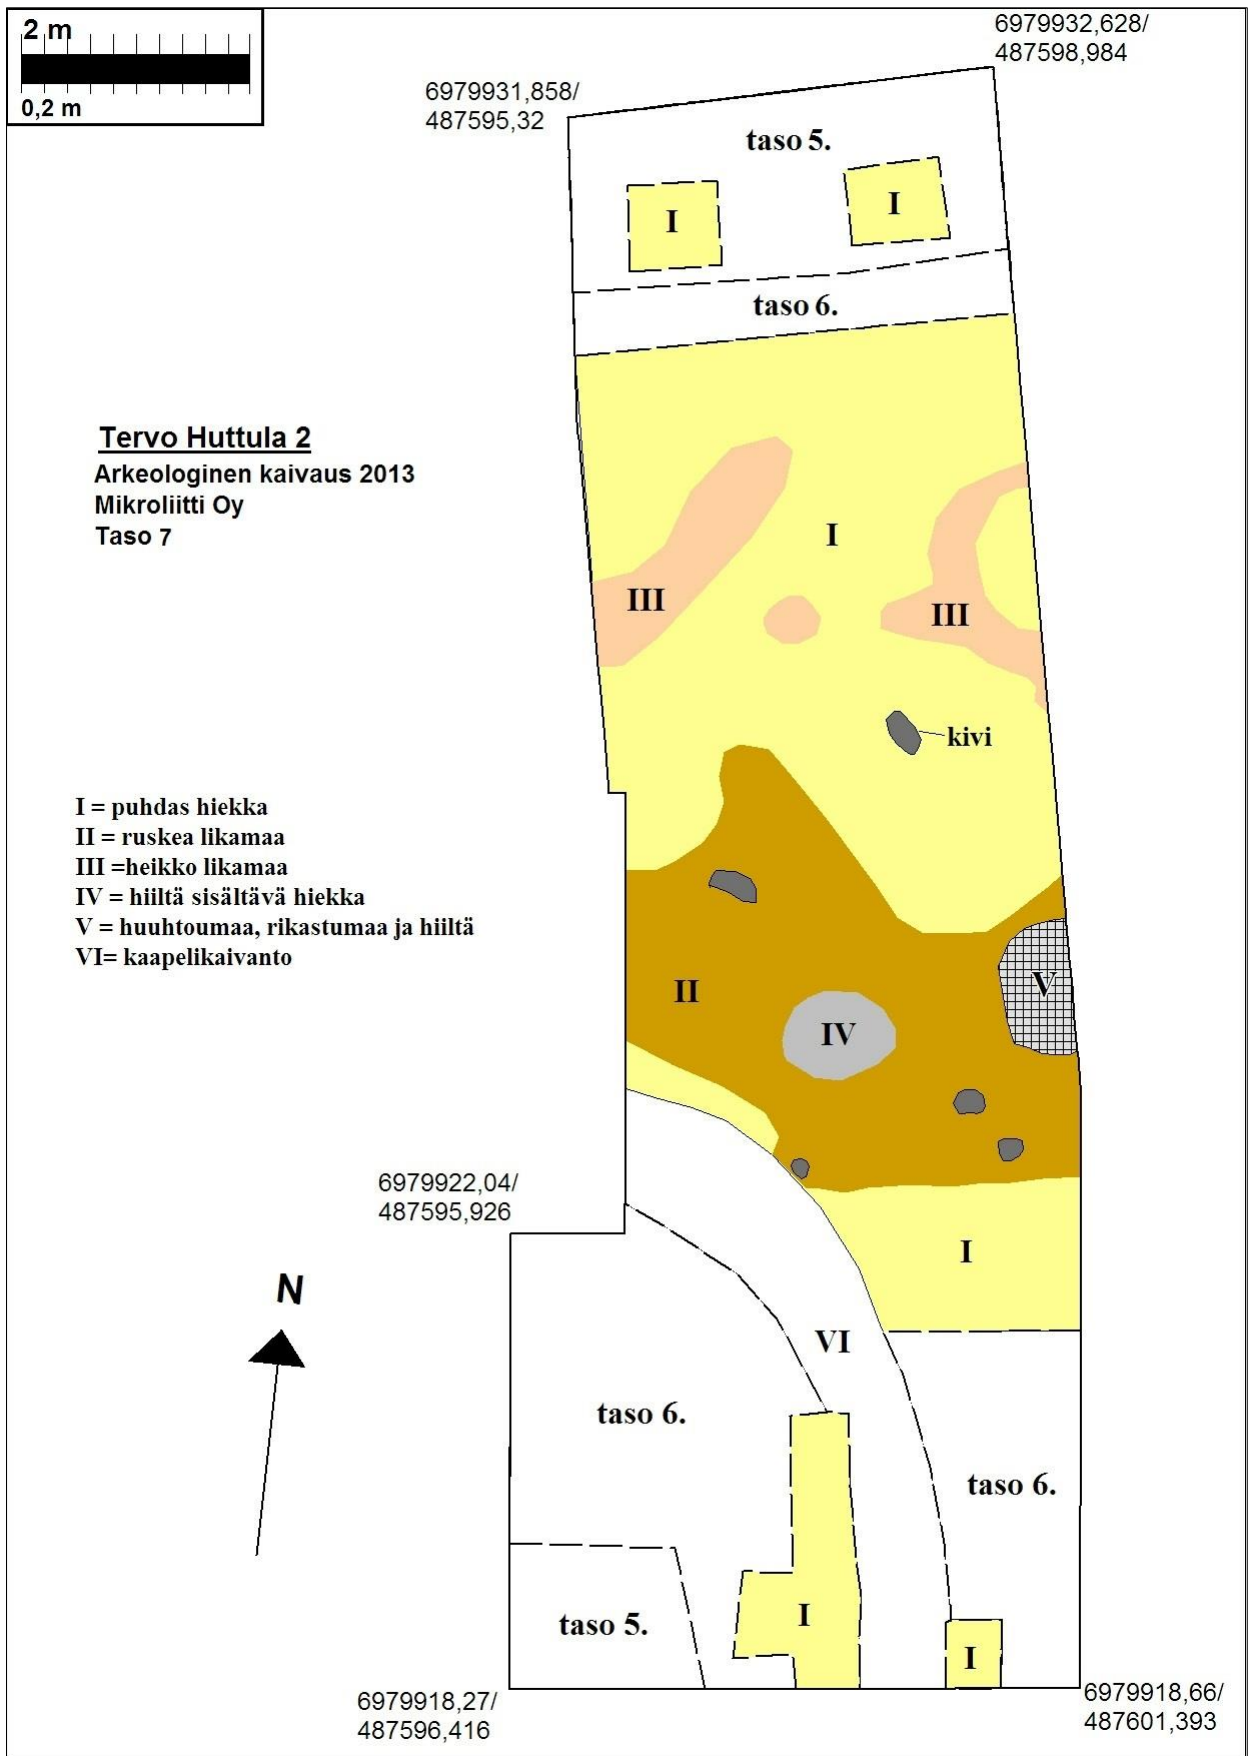 2 m
0,2 m
6979932,628/
487598,984
6979931,858/
487595,32
taso 5.
I
I
taso 6.
Tervo Huttula 2
Arkeologinen kaivaus 2013
Mikroliitti Oy
Taso 7
I
III
III
kivi
I = puhdas hiekka
II = ruskea likamaa
III =heikko likamaa
IV = hiiltä sisältävä hiekka
V = huuhtoumaa, rikastumaa ja hiiltä
VI= kaapelikaivanto
II
IV
V
6979922,04/
487595,926
I
N
VI
taso 6.
taso 6.
taso 5.
I
I
6979918,27/
487596,416
6979918,66/
487601,393